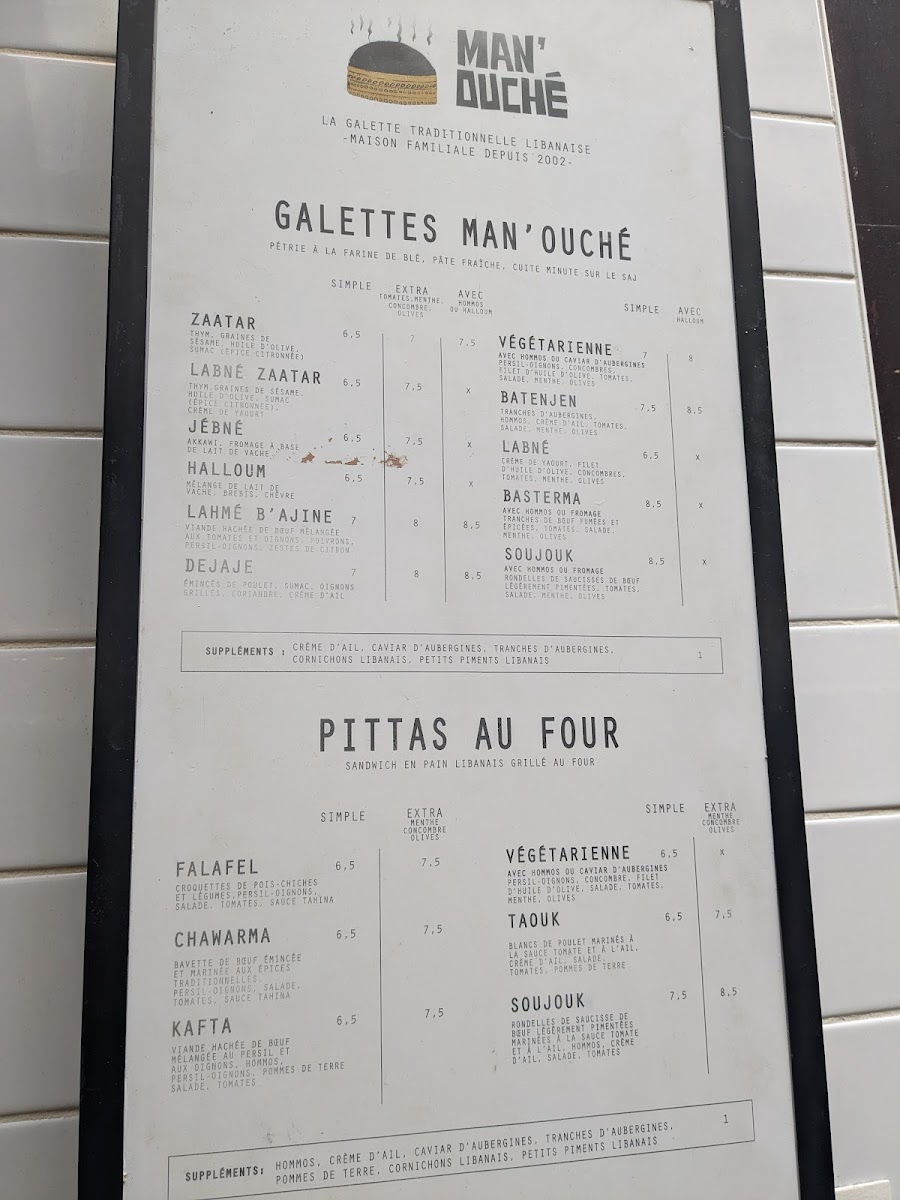 MAN'
OUCHÉ
LA GALETTE TRADITIONNELLE LIBANAISE
-MAISON FAMILIALE DEPUIS 2002-
GALETTES MAN'OUCHÉ
PÉTRIE À LA FARINE DE BLÉ, PÂTE FRAÎCHE, CUITE MINUTE SUR LE SAJ
SIMPLE EXTRA AVEC
TOMATES,MENTHE, HOMMOS
CONCOMBRE, OU HALLOUM
OLIVES
ZAATAR 6,5 7 7.5
THYM, GRAINES DE
SÉSAME, HUILE D'OLIVE,
SUMAC (ÉPICE CITRONNÉE)
LABNÉ ZAATAR 6,5 7,5 x
THYM,GRAINES DE SÉSAME,
HUILE D'OLIVE, SUMAC
(ÉPICE CITRONNÉE),
CRÈME DE YAOURT
JÉBNÉ 6,5 7,5 x
AKKAWI, FROMAGE À BASE
DE LAIT DE VACHE
HALLOUM 6,5 7,5 x
MÉLANGE DE LAIT DE
VACHE, BREBIS, CHÈVRE
LAHMÉ B'AJINE 7 8 8,5
VIANDE HACHÉE DE BŒUF MÉLANGÉE
AUX TOMATES ET OIGNONS, POIVRONS,
PERSIL-OIGNONS, ZESTES DE CITRON
DEJAJE 7 8 8.5
ÉMINCÉS DE POULET, SUMAC, OIGNONS
GRILLÉS, CORIANDRE, CRÈME D'AIL
SIMPLE AVEC
HALLOUM
VÉGÉTARIENNE 7 8
AVEC HOMMOS OU CAVIAR D'AUBERGINES
PERSIL-OIGNONS, CONCOMBRES,
FILET D'HUILE D'OLIVE, TOMATES,
SALADE, MENTHE, OLIVES
BATENJEN 7,5 8.5
TRANCHES D'AUBERGINES,
HOMMOS, CRÈME D'AIL, TOMATES,
SALADE, MENTHE, OLIVES
LABNÉ 6,5 x
CRÈME DE YAOURT, FILET
D'HUILE D'OLIVE, CONCOMBRES,
TOMATES, MENTHE, OLIVES
BASTERMA 8,5 x
AVEC HOMMOS OU FROMAGE
TRANCHES DE BŒUF FUMÉES ET
ÉPICÉES, TOMATES, SALADE,
MENTHE, OLIVES
SOUJOUK 8,5 x
AVEC HOMMOS OU FROMAGE
RONDELLES DE SAUCISSES DE BŒUF
LÉGÈREMENT PIMENTÉES, TOMATES,
SALADE, MENTHE, OLIVES
SUPPLÉMENTS : CRÈME D'AIL, CAVIAR D'AUBERGINES, TRANCHES D'AUBERGINES, 1
CORNICHONS LIBANAIS, PETITS PIMENTS LIBANAIS
PITTAS AU FOUR
SANDWICH EN PAIN LIBANAIS GRILLÉ AU FOUR
SIMPLE EXTRA
MENTHE
CONCOMBRE
OLIVES
FALAFEL 6,5 7,5
CROQUETTES DE POIS-CHICHES
ET LÉGUMES,PERSIL-OIGNONS,
SALADE, TOMATES, SAUCE TAHINA
CHAWARMA 6,5 7,5
BAVETTE DE BŒUF ÉMINCÉE
ET MARINÉE AUX ÉPICES
TRADITIONNELLES,
PERSIL-OIGNONS, SALADE,
TOMATES, SAUCE TAHINA
KAFTA 6,5 7,5
VIANDE HACHÉE DE BŒUF
MÉLANGÉE AU PERSIL ET
AUX OIGNONS, HOMMOS,
PERSIL-OIGNONS, POMMES DE TERRE
SALADE, TOMATES
SIMPLE EXTRA
MENTHE
CONCOMBRE
OLIVES
VÉGÉTARIENNE 6.5 x
AVEC HOMMOS OU CAVIAR D'AUBERGINES
PERSIL-OIGNONS, CONCOMBRE, FILET
D'HUILE D'OLIVE, SALADE, TOMATES,
MENTHE, OLIVES
TAOUK 6,5 7,5
BLANCS DE POULET MARINÉS À
LA SAUCE TOMATE ET À L'AIL,
CRÈME D'AIL, SALADE,
TOMATES, POMMES DE TERRE
SOUJOUK 7,5 8,5
RONDELLES DE SAUCISSE DE
BŒUF LÉGÈREMENT PIMENTÉES
MARINÉES À LA SAUCE TOMATE
ET À L'AIL, HOMMOS, CRÈME
D'AIL, SALADE, TOMATES
SUPPLÉMENTS: HOMMOS, CRÈME D'AIL, CAVIAR D'AUBERGINES, TRANCHES D'AUBERGINES, 1
POMMES DE TERRE, CORNICHONS LIBANAIS, PETITS PIMENTS LIBANAIS